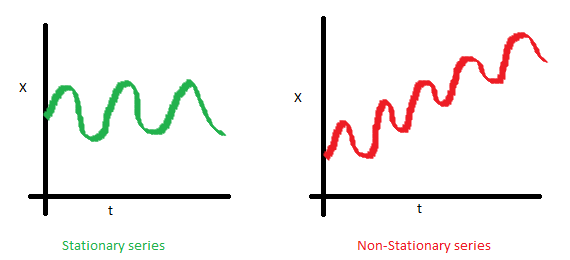 X
t
Stationary series
X
t
Non-Stationary series